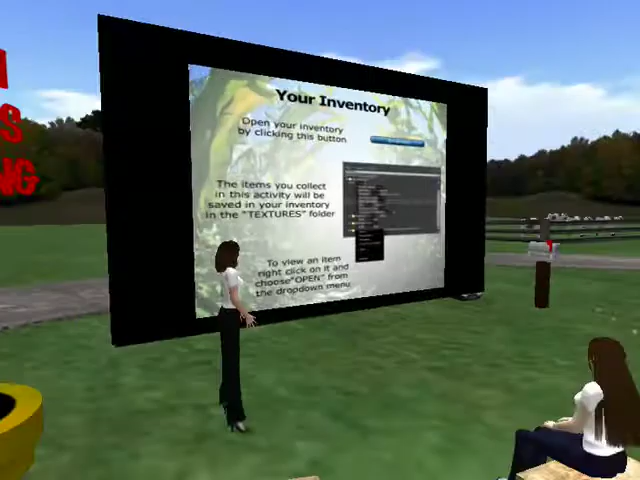 Your Inventory
Open your inventory
by clicking this button
The items you collect
in this activity will be
saved in your inventory
in the "TEXTURES" folder
To view an item
right click on it and
choose"OPEN" from
the dropdown menu
S
NG